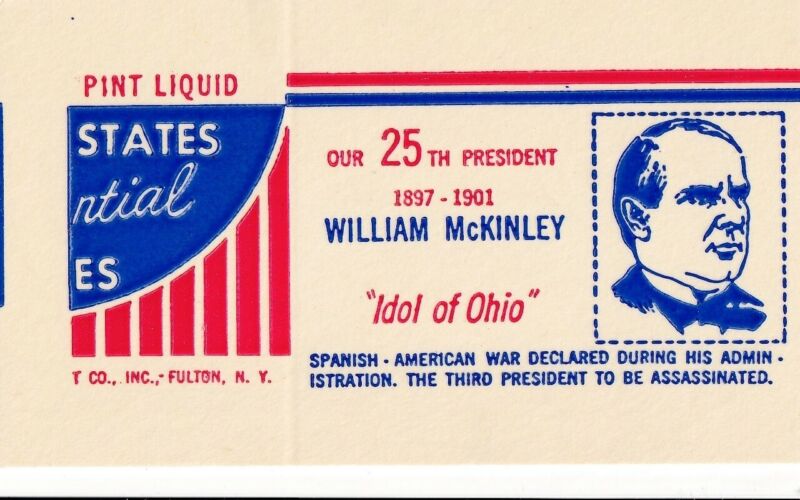 PINT LIQUID
STATES
ntial
ES
T CO., INC.,- FULTON, N. Y.
OUR 25TH PRESIDENT
1897 - 1901
WILLIAM McKINLEY
"Idol of Ohio"
SPANISH - AMERICAN WAR DECLARED DURING HIS ADMIN -
ISTRATION. THE THIRD PRESIDENT TO BE ASSASSINATED.